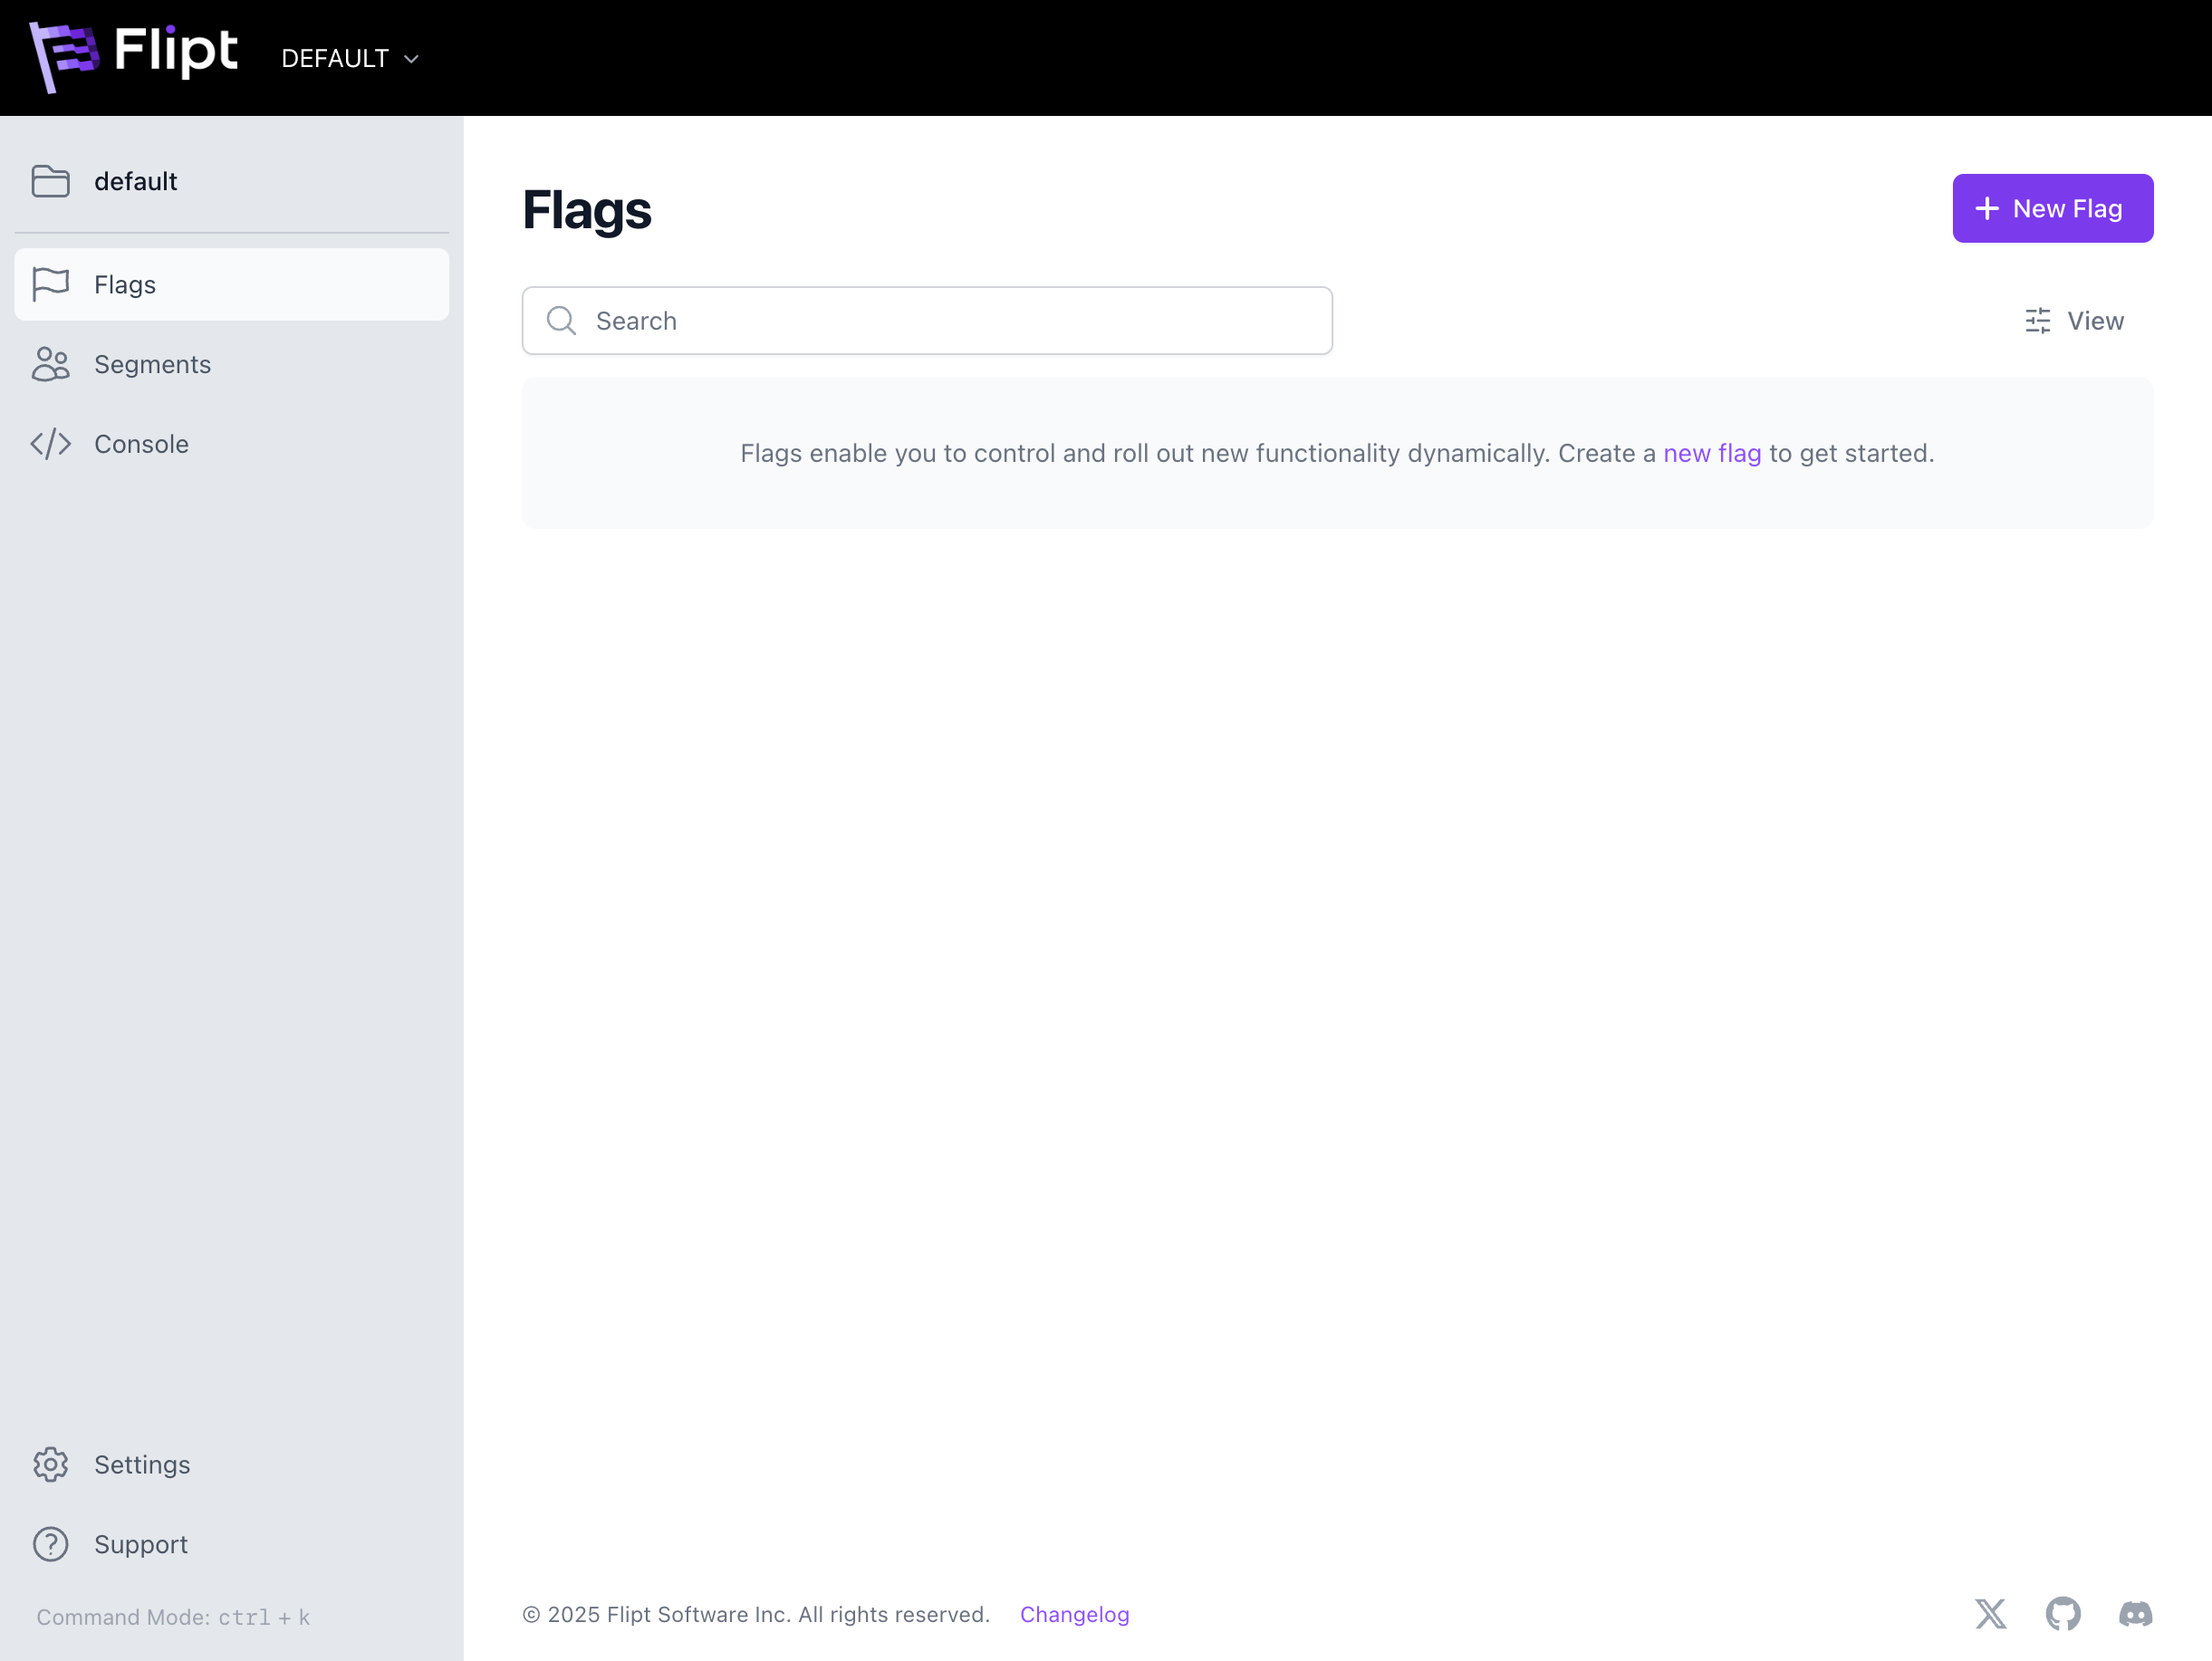 Flipt
DEFAULT
default
Flags
Segments
Console
Settings
Support
Command Mode: ctrl + k
Flags
New Flag
Search
View
Flags enable you to control and roll out new functionality dynamically. Create a new flag to get started.
© 2025 Flipt Software Inc. All rights reserved. Changelog